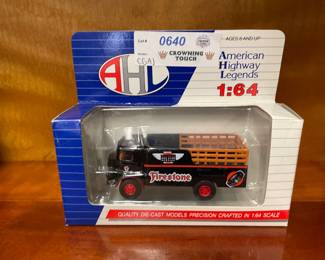 Lot #
0640
CROWNING
TOUCH
AGES 8 AND UP
AHL
American
Highway
Legends
1:64
Firestone
QUALITY DIE-CAST MODELS PRECISION CRAFTED IN 1/64 SCALE